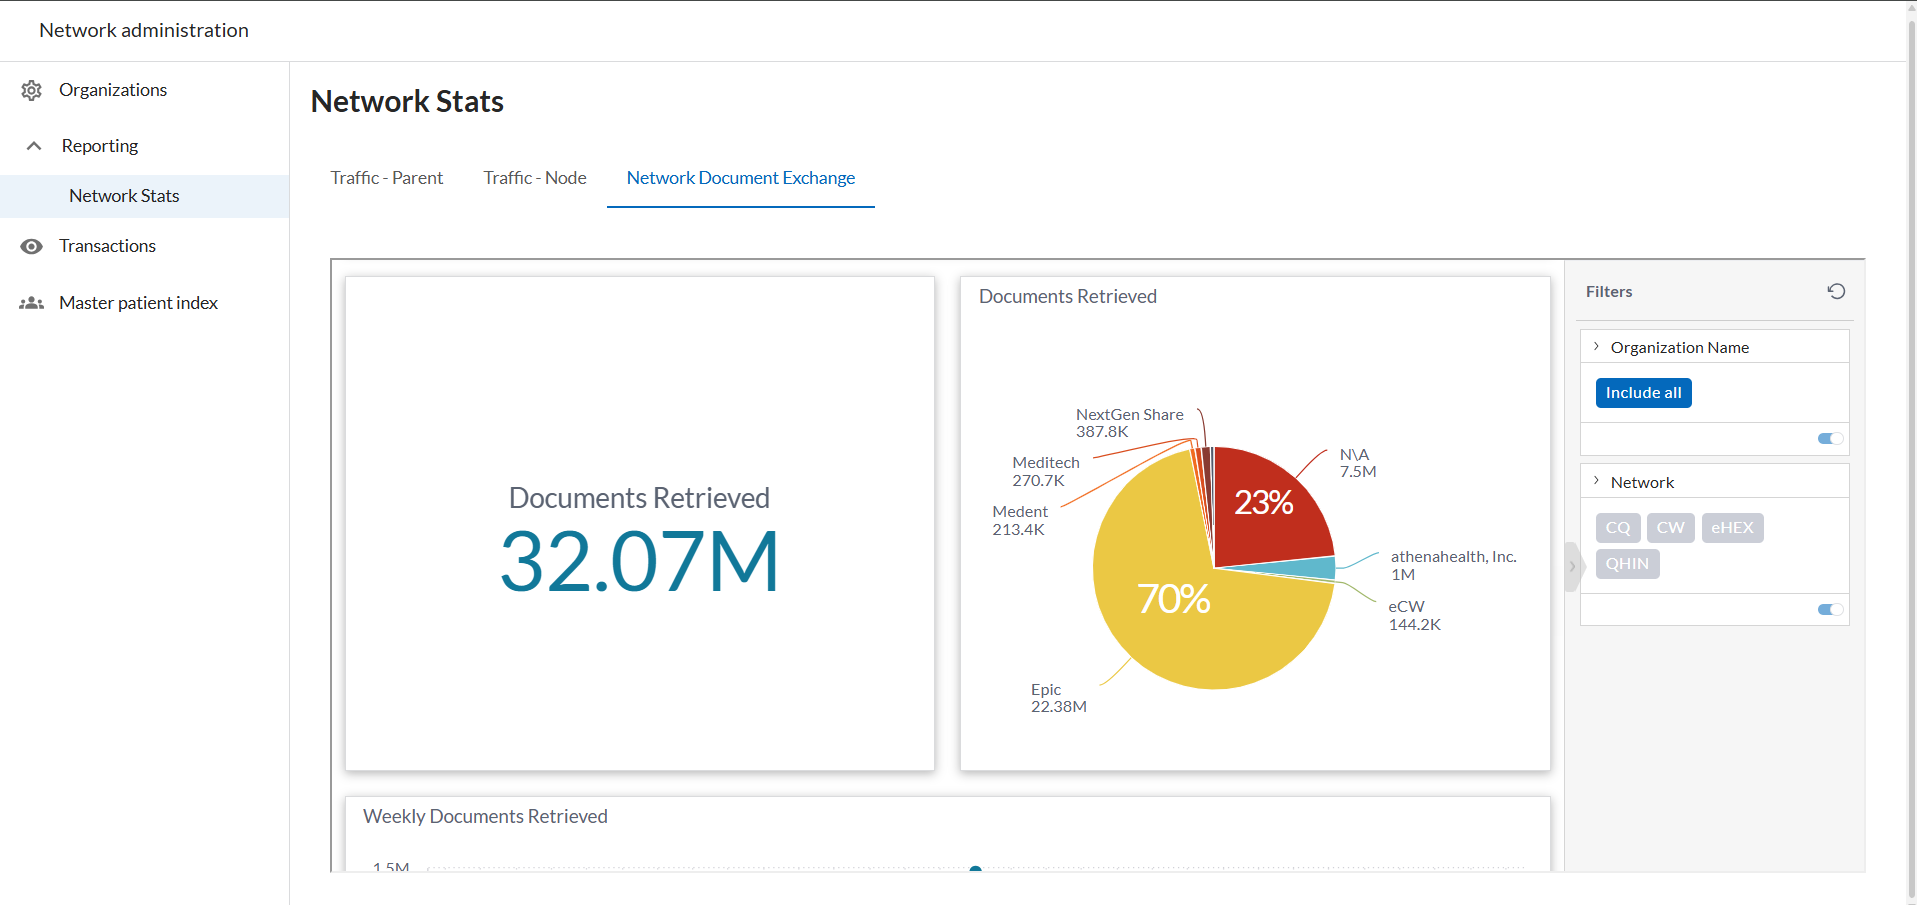 Network administration
Organizations
Reporting
Network Stats
Transactions
Master patient index
Network Stats
Traffic - Parent
Traffic - Node
Network Document Exchange
Documents Retrieved
32.07M
Documents Retrieved
NextGen Share
387.8K
Meditech
270.7K
Medent
213.4K
N\A
7.5M
23%
athenahealth, Inc.
1M
eCW
144.2K
70%
Epic
22.38M
Filters
Organization Name
Include all
Network
CQ CW eHEX
QHIN
Weekly Documents Retrieved
1.5M